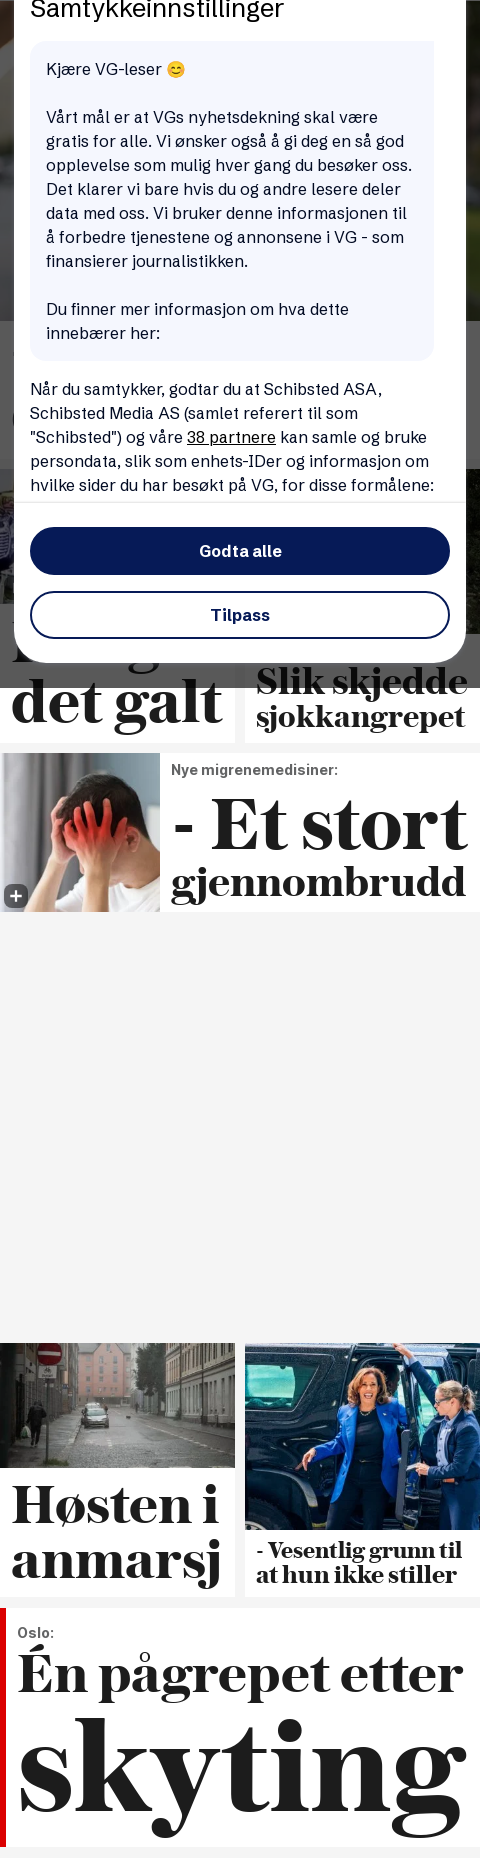 Samtykkeinnstillinger
Kjære VG-leser 😊
Vårt mål er at VGs nyhetsdekning skal være
gratis for alle. Vi ønsker også å gi deg en så god
opplevelse som mulig hver gang du besøker oss.
Det klarer vi bare hvis du og andre lesere deler
data med oss. Vi bruker denne informasjonen til
å forbedre tjenestene og annonsene i VG - som
finansierer journalistikken.
Du finner mer informasjon om hva dette
innebærer her:
Når du samtykker, godtar du at Schibsted ASA,
Schibsted Media AS (samlet referert til som
"Schibsted") og våre 38 partnere kan samle og bruke
persondata, slik som enhets-IDer og informasjon om
hvilke sider du har besøkt på VG, for disse formålene:
Godta alle
Tilpass
det galt
Slik skjedde
sjokkangrepet
Nye migrenemedisiner:
- Et stort
gjennombrudd
Høsten i
anmarsj
- Vesentlig grunn til
at hun ikke stiller
Oslo:
Én pågrepet etter
skyting